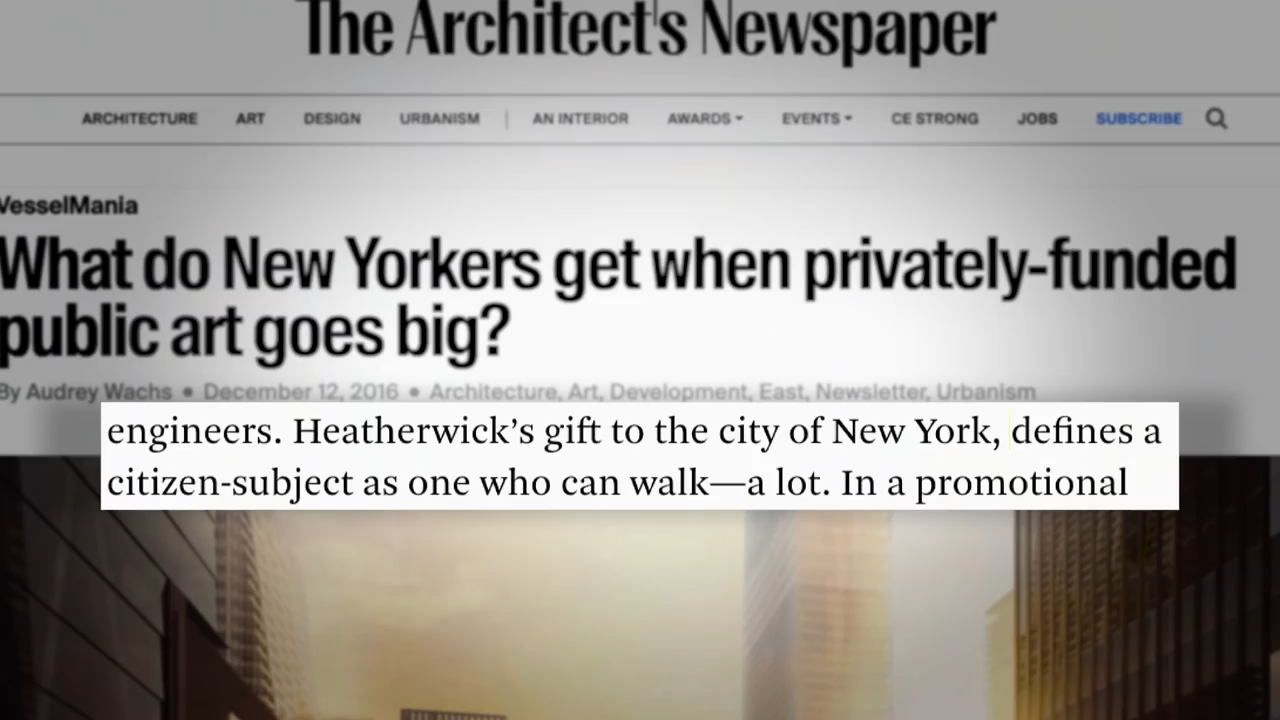 The Architect's Newspaper
ARCHITECTURE ART DESIGN URBANISM | AN INTERIOR AWARDS EVENTS CE STRONG JOBS SUBSCRIBE
VesselMania
What do New Yorkers get when privately-funded
public art goes big?
By Audrey Wachs • December 12, 2016 • Architecture, Art, Development, East, Newsletter, Urbanism
engineers. Heatherwick’s gift to the city of New York, defines a
citizen-subject as one who can walk—a lot. In a promotional